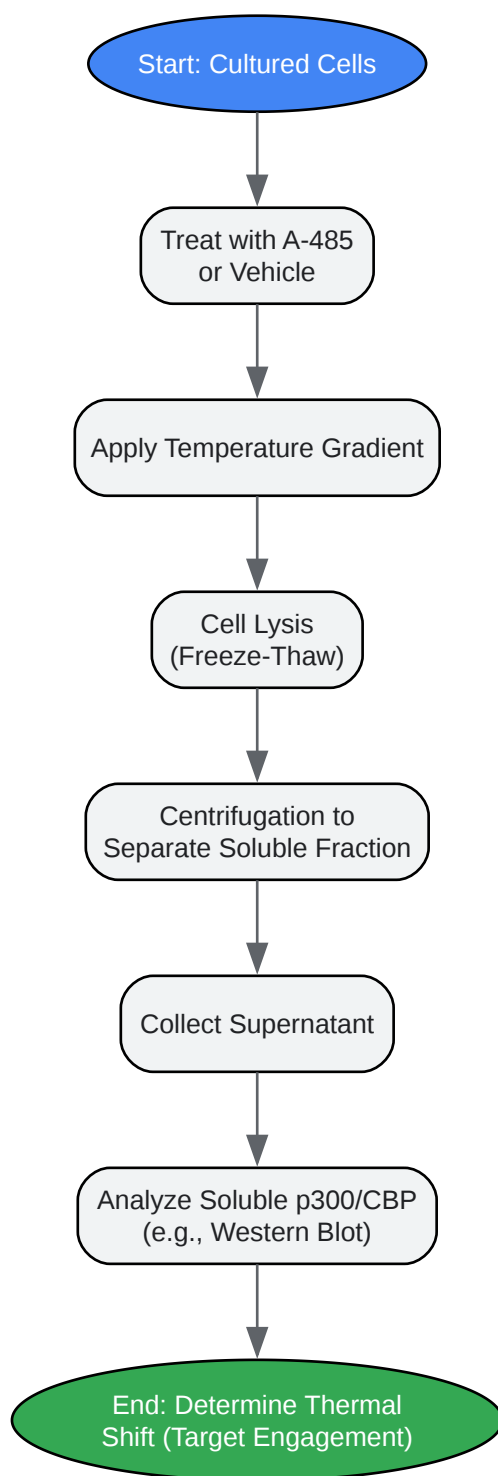 Start: Cultured Cells
Treat with A-485
or Vehicle
Apply Temperature Gradient
Cell Lysis
(Freeze-Thaw)
Centrifugation to
Separate Soluble Fraction
Collect Supernatant
Analyze Soluble p300/CBP
(e.g., Western Blot)
End: Determine Thermal
Shift (Target Engagement)